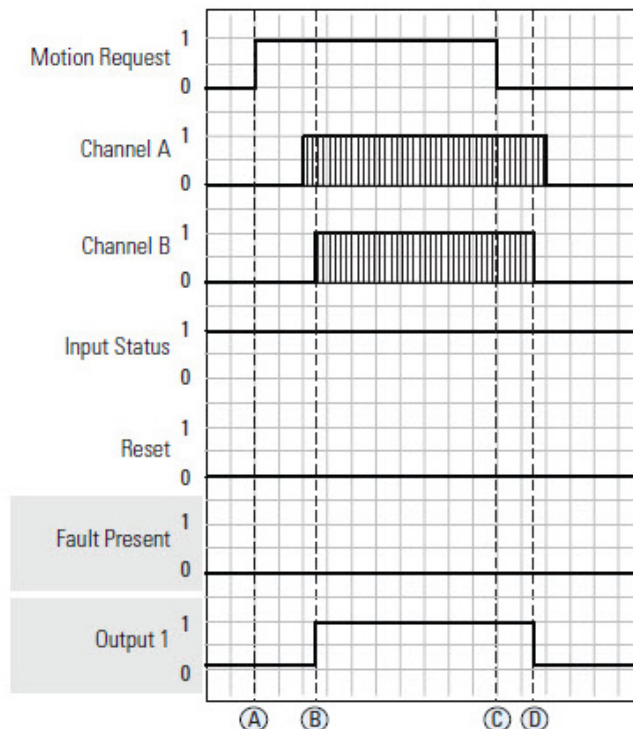 Motion Request 1
0
Channel A 1
0
Channel B 1
0
Input Status 1
0
Reset 1
0
Fault Present 1
0
Output 1 1
0
A B C D